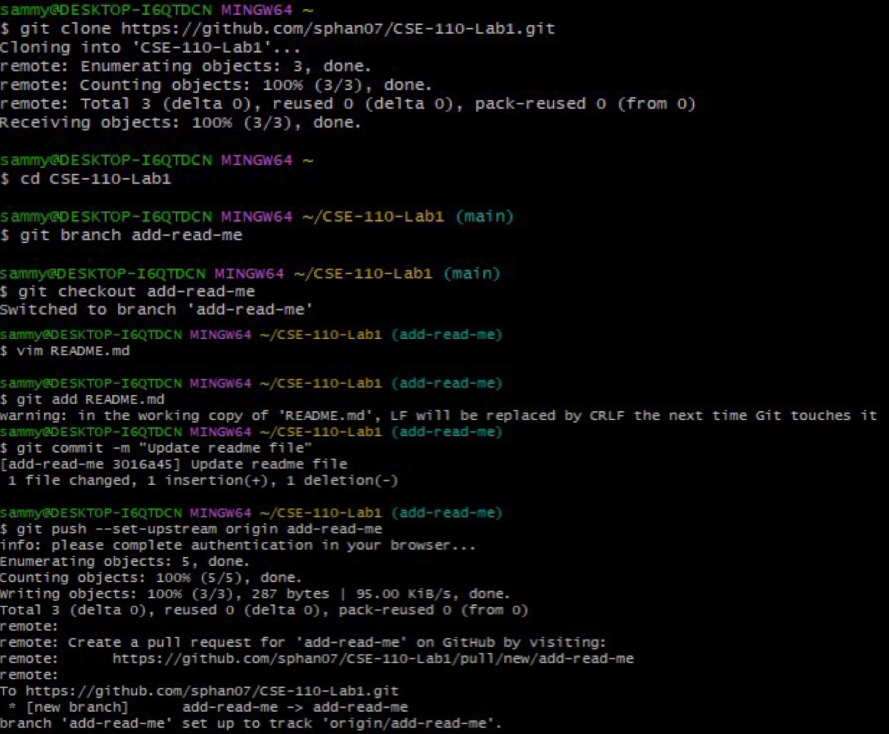 sammy@DESKTOP-I6QTDCN MINGW64 ~
$ git clone https://github.com/sphan07/CSE-110-Lab1.git
Cloning into 'CSE-110-Lab1'...
remote: Enumerating objects: 3, done.
remote: Counting objects: 100% (3/3), done.
remote: Total 3 (delta 0), reused 0 (delta 0), pack-reused 0 (from 0)
Receiving objects: 100% (3/3), done.
sammy@DESKTOP-I6QTDCN MINGW64 ~
$ cd CSE-110-Lab1
sammy@DESKTOP-I6QTDCN MINGW64 ~/CSE-110-Lab1 (main)
$ git branch add-read-me
sammy@DESKTOP-I6QTDCN MINGW64 ~/CSE-110-Lab1 (main)
$ git checkout add-read-me
Switched to branch 'add-read-me'
sammy@DESKTOP-I6QTDCN MINGW64 ~/CSE-110-Lab1 (add-read-me)
$ vim README.md
sammy@DESKTOP-I6QTDCN MINGW64 ~/CSE-110-Lab1 (add-read-me)
$ git add README.md
warning: in the working copy of 'README.md', LF will be replaced by CRLF the next time Git touches it
sammy@DESKTOP-I6QTDCN MINGW64 ~/CSE-110-Lab1 (add-read-me)
$ git commit -m "Update readme file"
[add-read-me 3016a45] Update readme file
 1 file changed, 1 insertion(+), 1 deletion(-)
sammy@DESKTOP-I6QTDCN MINGW64 ~/CSE-110-Lab1 (add-read-me)
$ git push --set-upstream origin add-read-me
info: please complete authentication in your browser...
Enumerating objects: 5, done.
Counting objects: 100% (5/5), done.
Writing objects: 100% (3/3), 287 bytes | 95.00 KiB/s, done.
Total 3 (delta 0), reused 0 (delta 0), pack-reused 0 (from 0)
remote:
remote: Create a pull request for 'add-read-me' on GitHub by visiting:
remote:      https://github.com/sphan07/CSE-110-Lab1/pull/new/add-read-me
remote:
To https://github.com/sphan07/CSE-110-Lab1.git
 * [new branch]      add-read-me -> add-read-me
branch 'add-read-me' set up to track 'origin/add-read-me'.